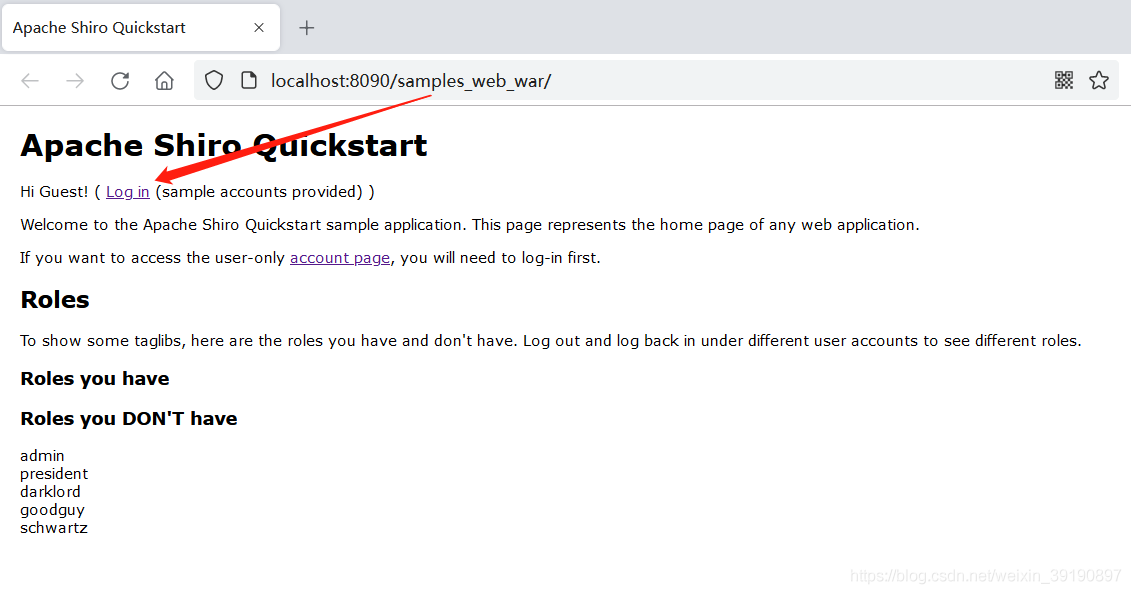 Apache Shiro Quickstart
localhost:8090/samples_web_war/
Apache Shiro Quickstart
Hi Guest! ( Log in (sample accounts provided) )
Welcome to the Apache Shiro Quickstart sample application. This page represents the home page of any web application.
If you want to access the user-only account page, you will need to log-in first.
Roles
To show some taglibs, here are the roles you have and don't have. Log out and log back in under different user accounts to see different roles.
Roles you have
Roles you DON'T have
admin
president
darklord
goodguy
schwartz
https://blog.csdn.net/weixin_39190897